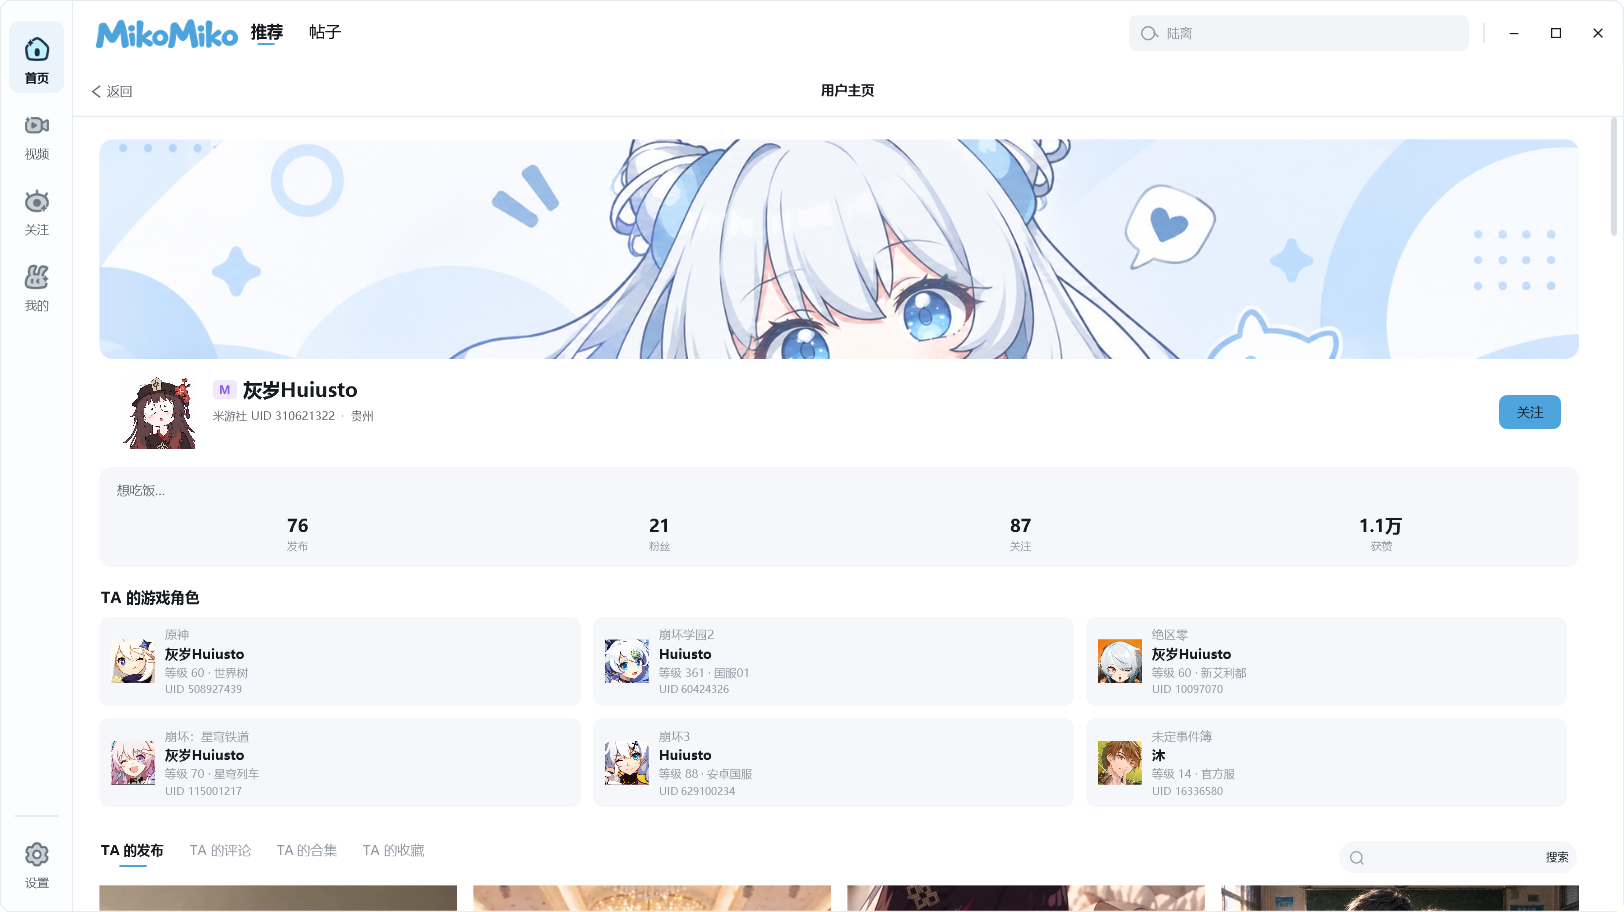 MikoMiko
推荐
帖子
陆离
首页
视频
关注
我的
设置
返回
用户主页
M 灰岁Huiusto
米游社 UID 310621322 · 贵州
关注
想吃饭...
76
发布
21
粉丝
87
关注
1.1万
获赞
TA 的游戏角色
原神
灰岁Huiusto
等级 60 · 世界树
UID 508927439
崩坏学园2
Huiusto
等级 361 · 国服01
UID 60424326
绝区零
灰岁Huiusto
等级 60 · 新艾利都
UID 10097070
崩坏：星穹铁道
灰岁Huiusto
等级 70 · 星穹列车
UID 115001217
崩坏3
Huiusto
等级 88 · 安卓国服
UID 629100234
未定事件簿
沐
等级 14 · 官方服
UID 16336580
TA 的发布
TA 的评论
TA 的合集
TA 的收藏
搜索